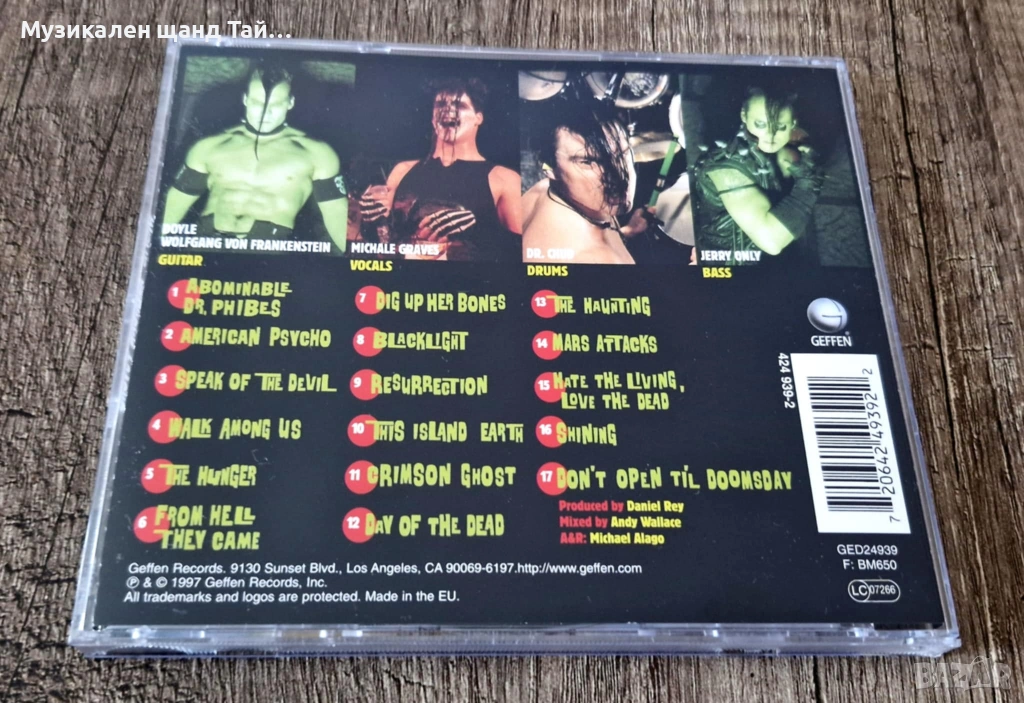 Музикален щанд Тай...
DOYLE
WOLFGANG VON FRANKENSTEIN
GUITAR
MICHALE GRAVES
VOCALS
DR. CHUD
DRUMS
JERRY ONLY
BASS
1 ABOMINABLE
DR. PHIBES
2 AMERICAN PSYCHO
3 SPEAK OF THE DEVIL
4 WALK AMONG US
5 THE HUNGER
6 FROM HELL
THEY CAME
7 DIG UP HER BONES
8 BLACKLIGHT
9 RESURRECTION
10 THIS ISLAND EARTH
11 CRIMSON GHOST
12 DAY OF THE DEAD
13 THE HAUNTING
14 MARS ATTACKS
15 HATE THE LIVING,
LOVE THE DEAD
16 SHINING
17 DON'T OPEN TIL DOOMSDAY
Produced by Daniel Rey
Mixed by Andy Wallace
A&R: Michael Alago
GEFFEN
424 939-2
7 20642 49392 2
GED24939
F: BM650
LC 07266
Geffen Records. 9130 Sunset Blvd., Los Angeles, CA 90069-6197.http://www.geffen.com
℗ & © 1997 Geffen Records, Inc.
All trademarks and logos are protected. Made in the EU.
BAZAR